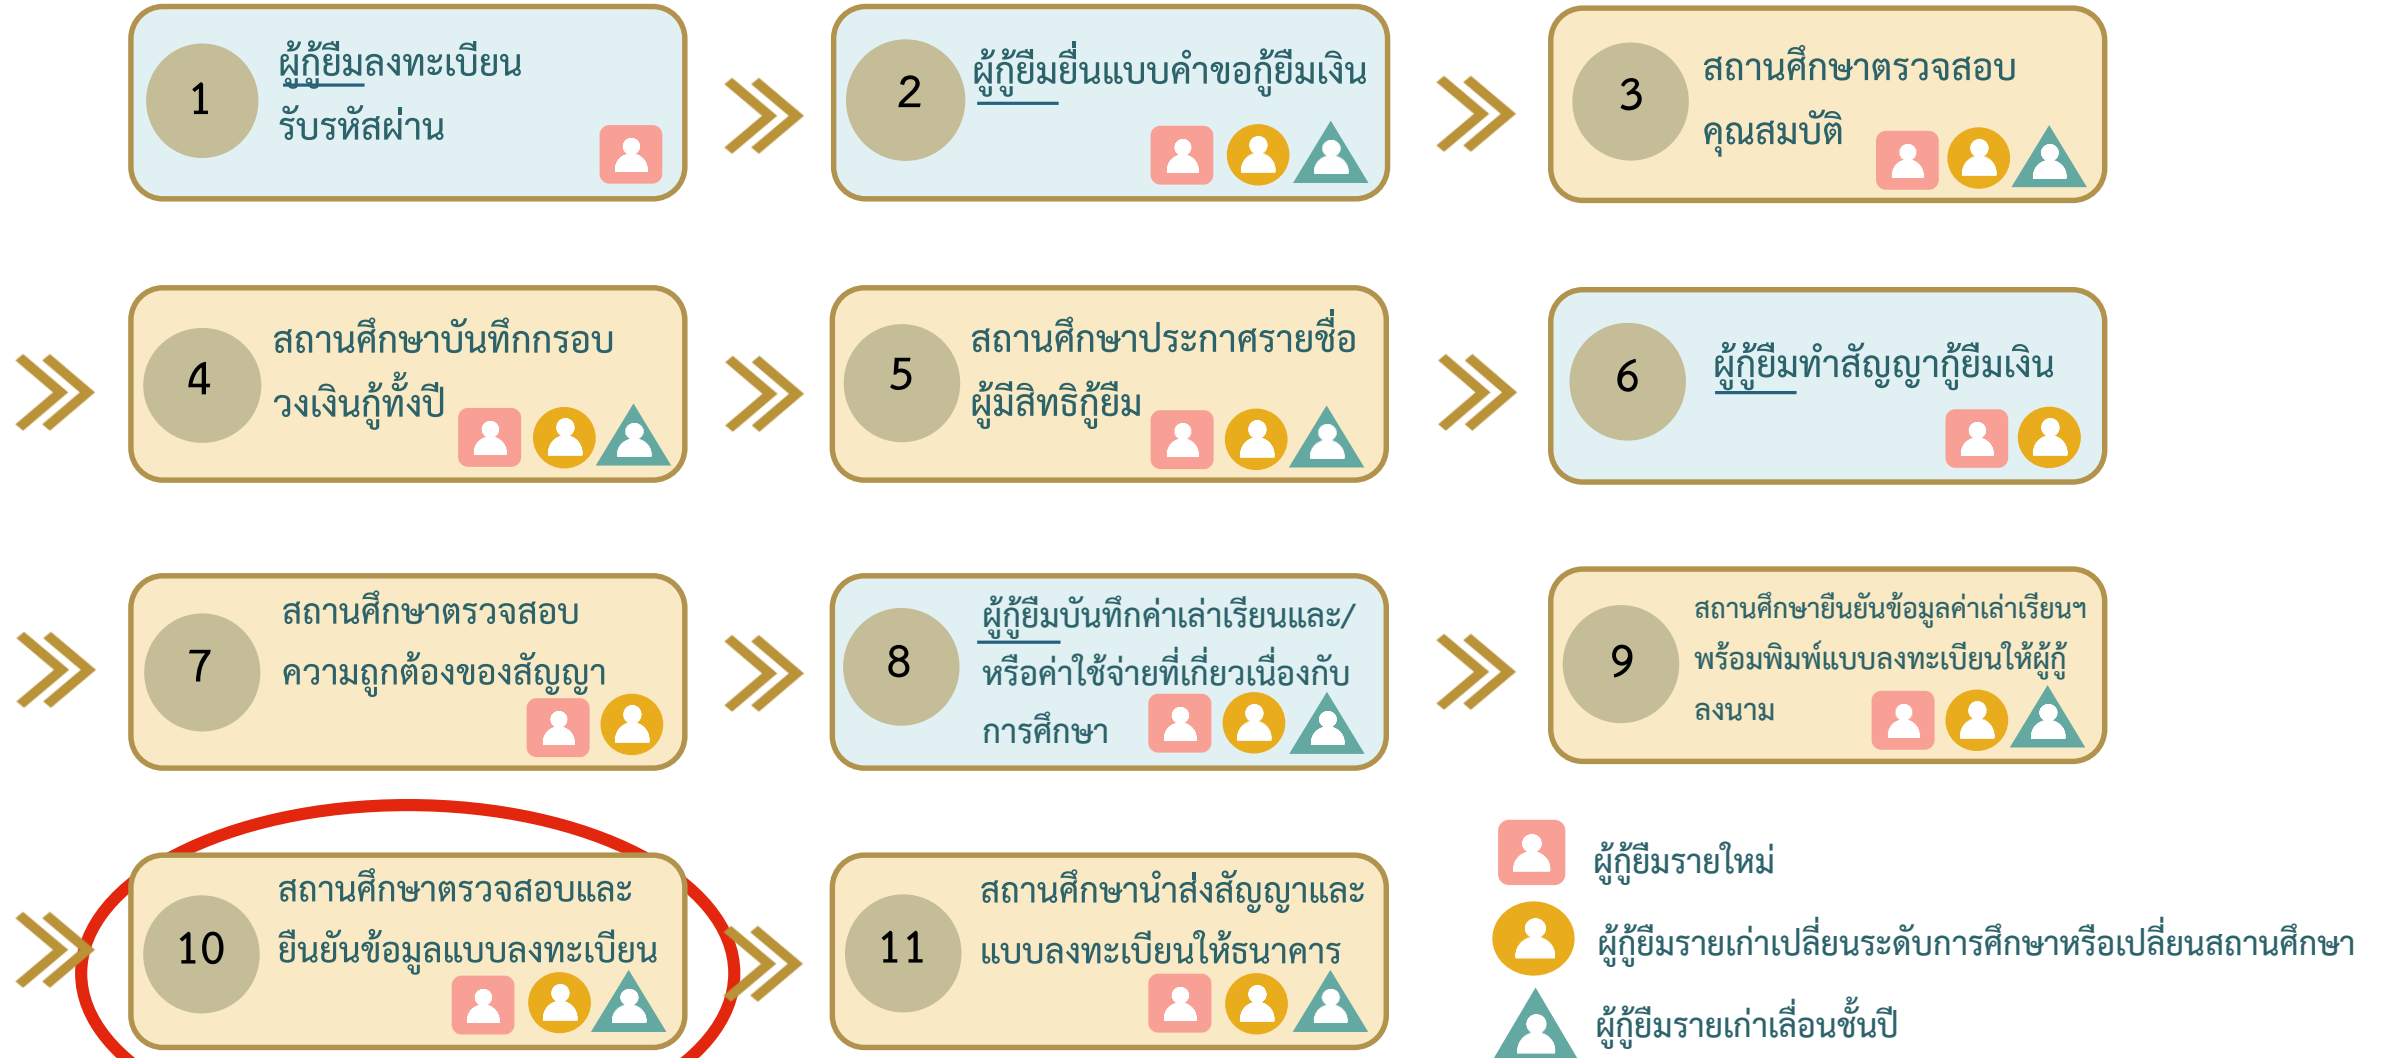 1
ผู้กู้ยืมลงทะเบียน
รับรหัสผ่าน
2
ผู้กู้ยืมยื่นแบบคำขอกู้ยืมเงิน
3
สถานศึกษาตรวจสอบ
คุณสมบัติ
4
สถานศึกษาบันทึกกรอบ
วงเงินกู้ทั้งปี
5
สถานศึกษาประกาศรายชื่อ
ผู้มีสิทธิกู้ยืม
6
ผู้กู้ยืมทำสัญญากู้ยืมเงิน
7
สถานศึกษาตรวจสอบ
ความถูกต้องของสัญญา
8
ผู้กู้ยืมบันทึกค่าเล่าเรียนและ/
หรือค่าใช้จ่ายที่เกี่ยวเนื่องกับ
การศึกษา
9
สถานศึกษายืนยันข้อมูลค่าเล่าเรียนฯ
พร้อมพิมพ์แบบลงทะเบียนให้ผู้กู้
ลงนาม
10
สถานศึกษาตรวจสอบและ
ยืนยันข้อมูลแบบลงทะเบียน
11
สถานศึกษานำส่งสัญญาและ
แบบลงทะเบียนให้ธนาคาร
ผู้กู้ยืมรายใหม่
ผู้กู้ยืมรายเก่าเปลี่ยนระดับการศึกษาหรือเปลี่ยนสถานศึกษา
ผู้กู้ยืมรายเก่าเลื่อนชั้นปี